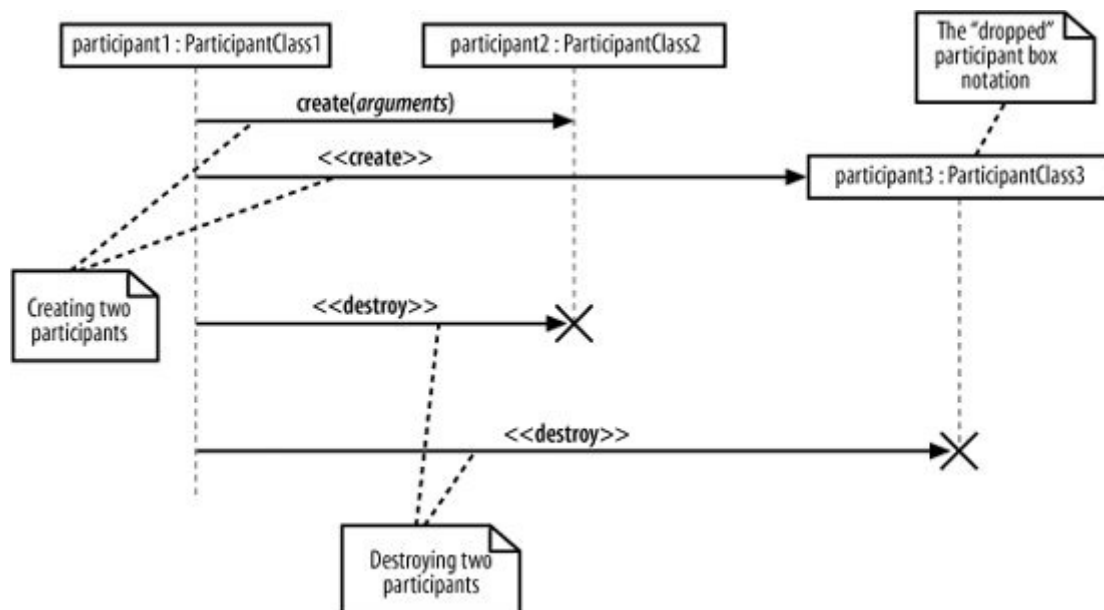 participant1 : ParticipantClass1
participant2 : ParticipantClass2
The “dropped”
participant box
notation
create(arguments)
<<create>>
participant3 : ParticipantClass3
Creating two
participants
<<destroy>>
<<destroy>>
Destroying two
participants